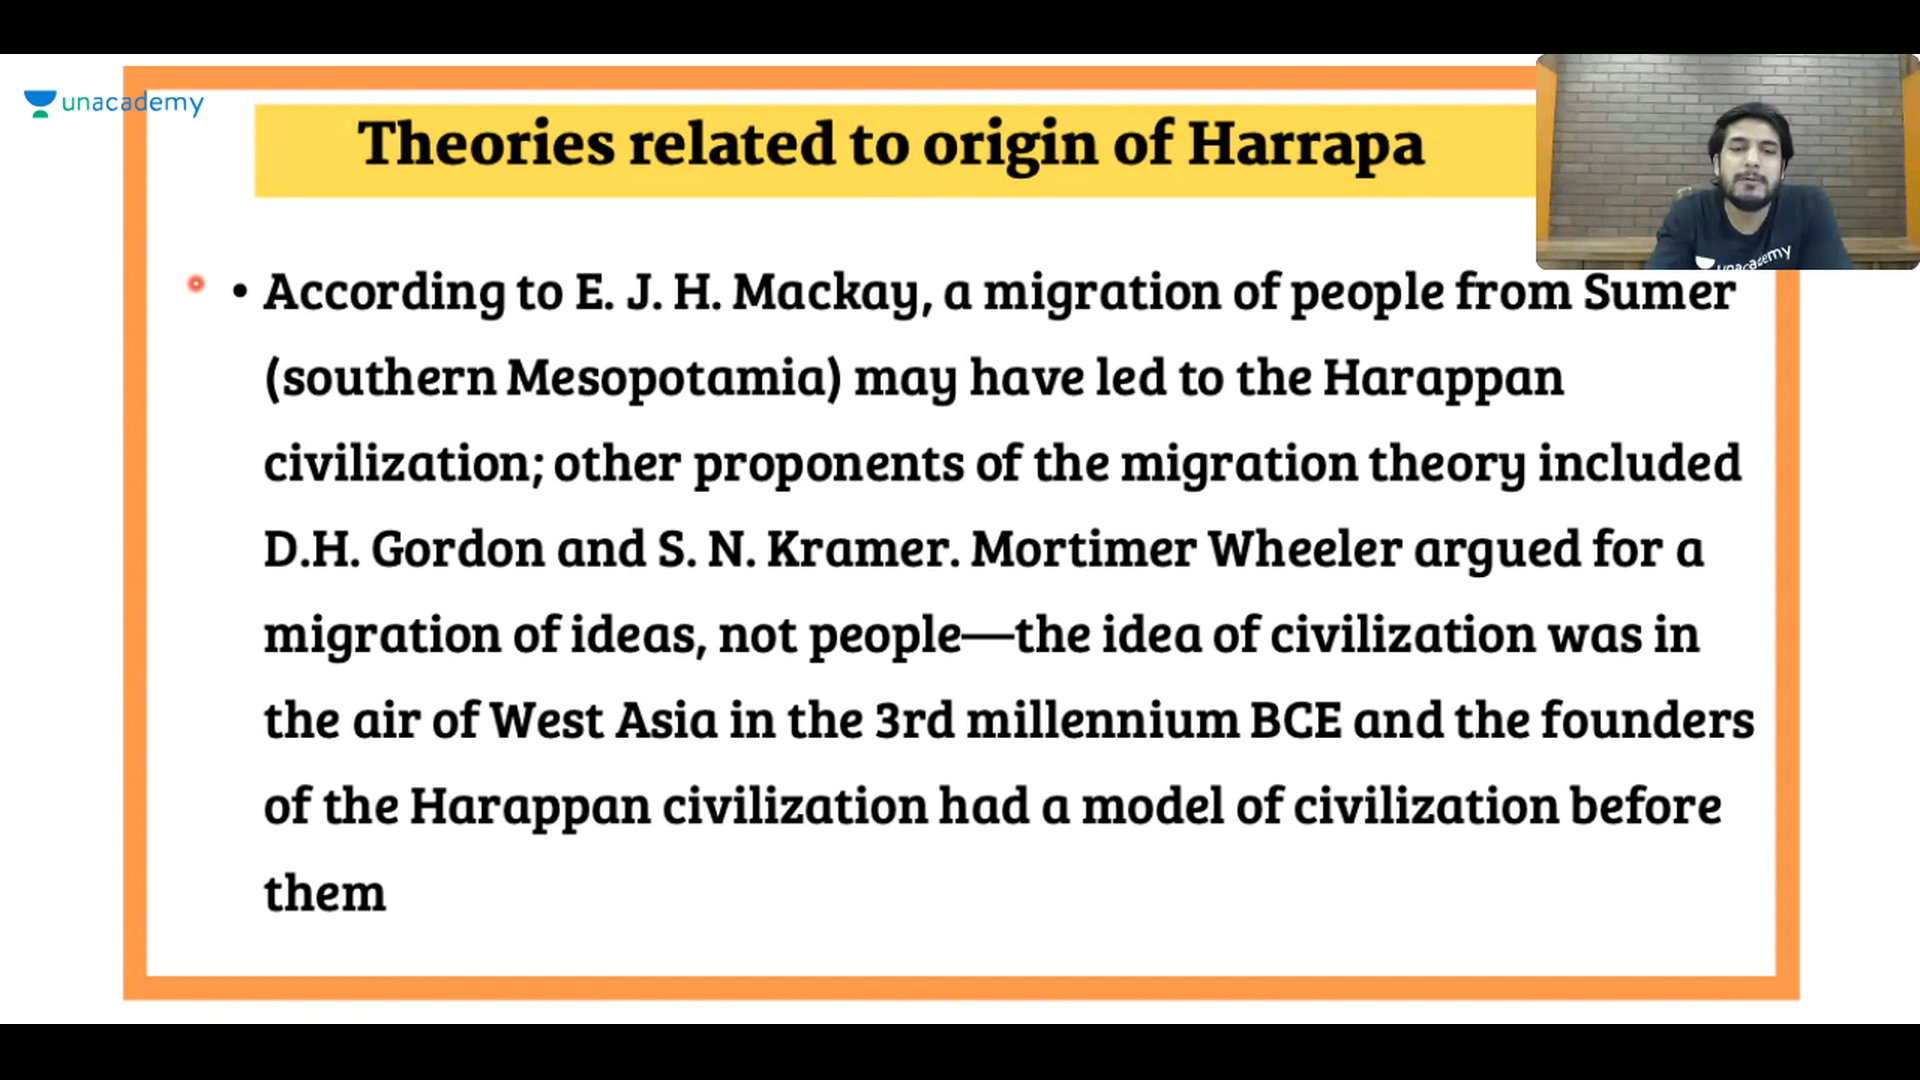 unacademy
Theories related to origin of Harrapa
• According to E. J. H. Mackay, a migration of people from Sumer
(southern Mesopotamia) may have led to the Harappan
civilization; other proponents of the migration theory included
D.H. Gordon and S. N. Kramer. Mortimer Wheeler argued for a
migration of ideas, not people—the idea of civilization was in
the air of West Asia in the 3rd millennium BCE and the founders
of the Harappan civilization had a model of civilization before
them
unacademy